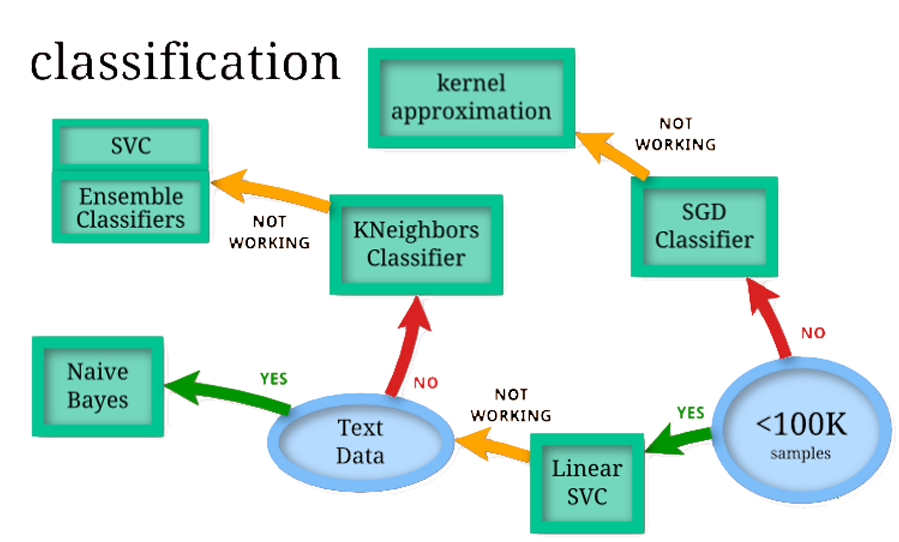 classification
kernel
approximation
NOT
WORKING
SVC
Ensemble
Classifiers
NOT
WORKING
KNeighbors
Classifier
SGD
Classifier
NO
Naive
Bayes
YES
NO
Text
Data
NOT
WORKING
YES
Linear
SVC
<100K
samples